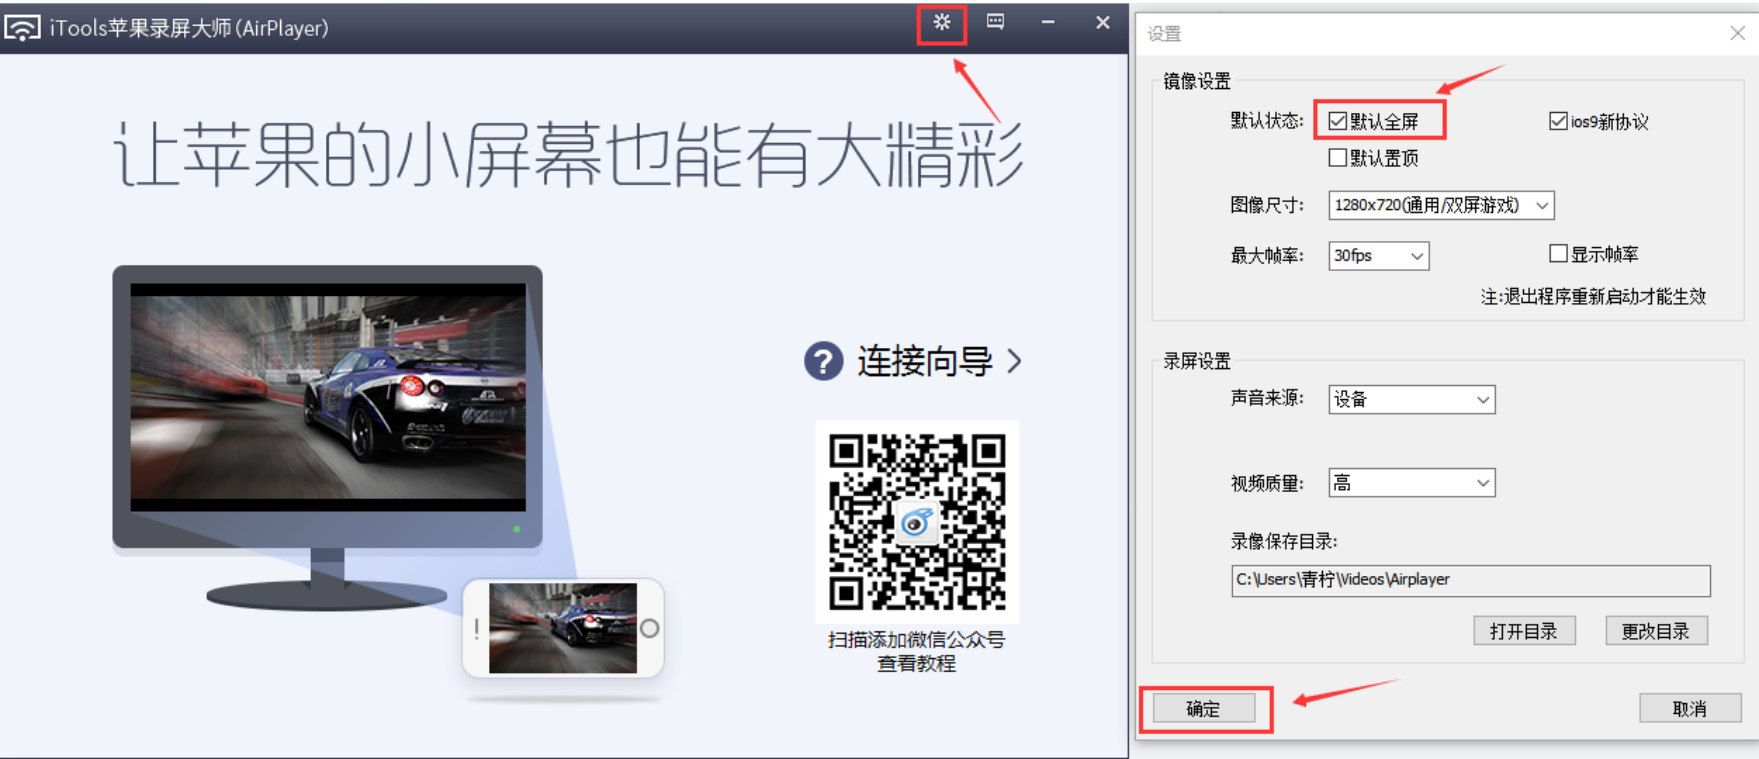 iTools苹果录屏大师(AirPlayer)
让苹果的小屏幕也能有大精彩
? 连接向导 >
扫描添加微信公众号
查看教程
设置
镜像设置
默认状态: 默认全屏 ios9新协议
默认置顶
图像尺寸: 1280x720(通用/双屏游戏)
最大帧率: 30fps 显示帧率
注:退出程序重新启动才能生效
录屏设置
声音来源: 设备
视频质量: 高
录像保存目录:
C:\Users\青柠\Videos\Airplayer
打开目录 更改目录
确定 取消